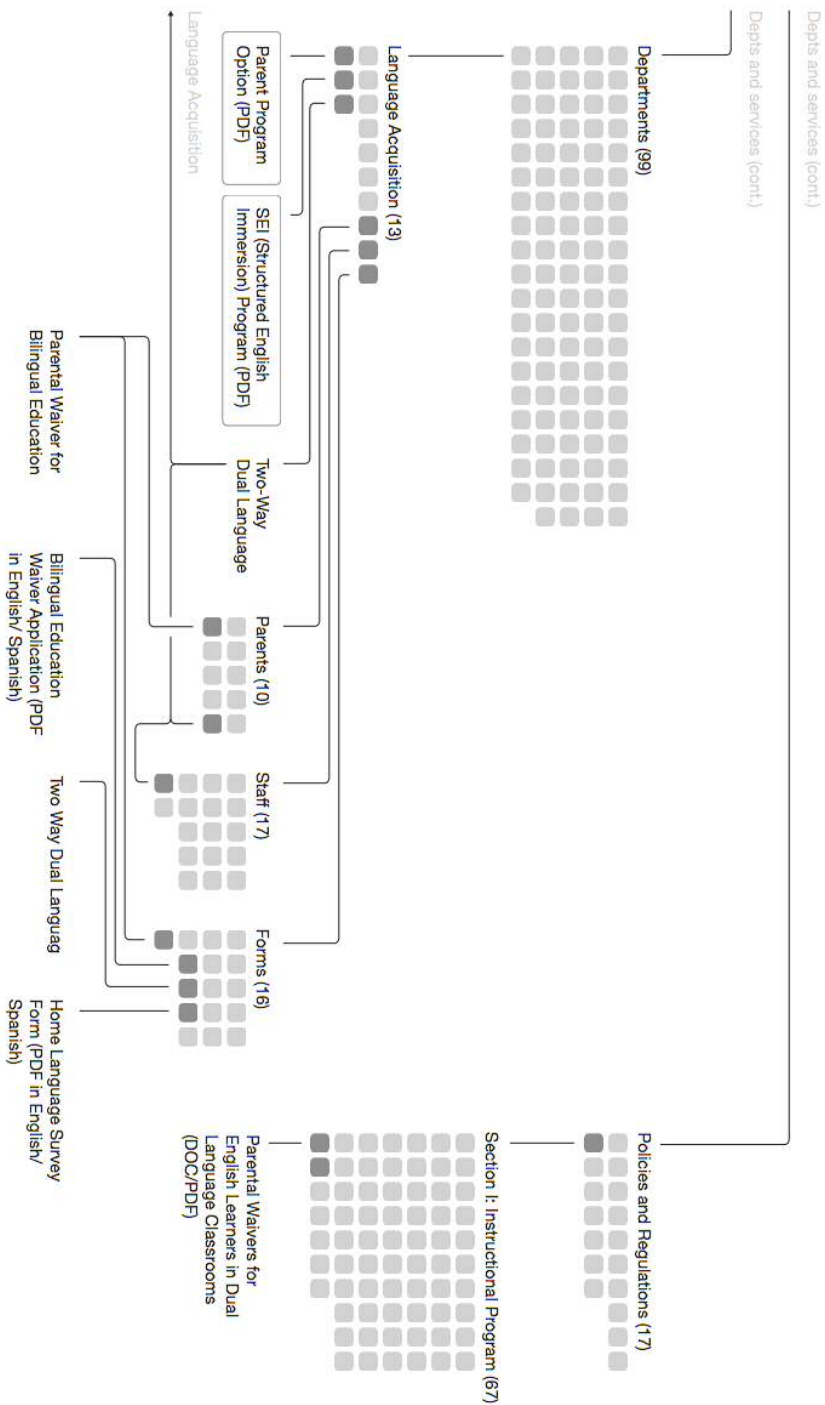 Depts and services (cont.)
Depts and services (cont.)
Departments (99)
Policies and Regulations (17)
Language Acquisition (13)
Section I: Instructional Program (67)
Parent Program
Option (PDF)
SEI (Structured English
Immersion) Program (PDF)
Two-Way
Dual Language
Parents (10)
Staff (17)
Forms (16)
Parental Waivers for
English Learners in Dual
Language Classrooms
(DOC/PDF)
Language Acquisition
Parental Waiver for
Bilingual Education
Bilingual Education
Waiver Application (PDF
in English/ Spanish)
Two Way Dual Languag
Home Language Survey
Form (PDF in English/
Spanish)